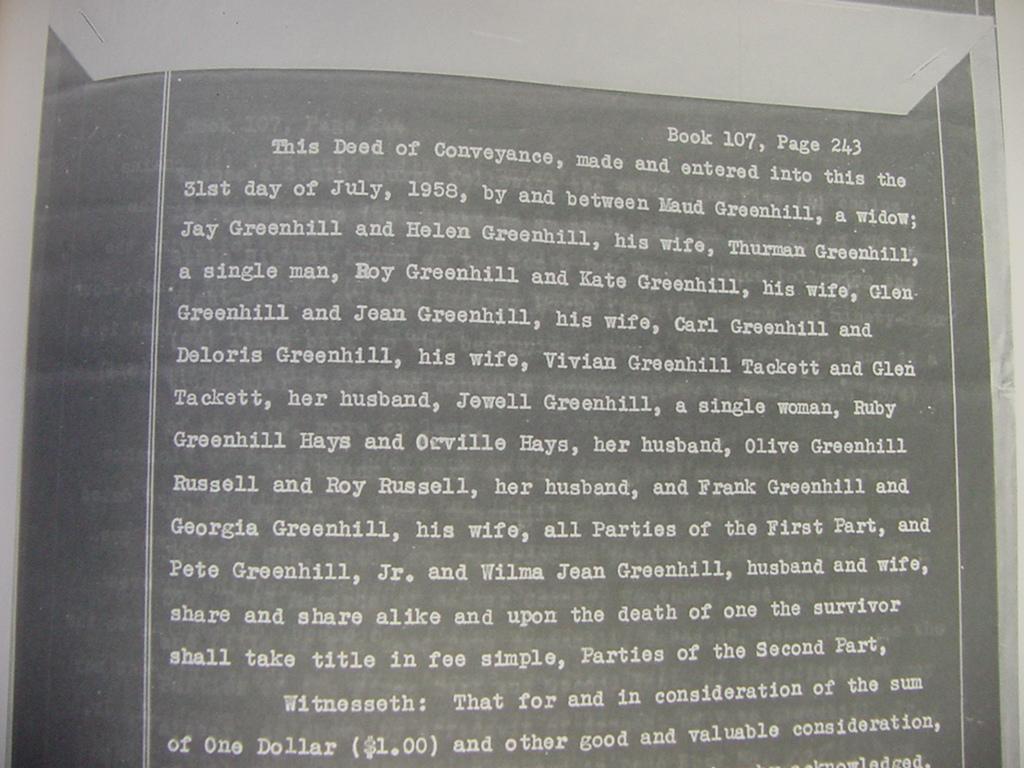 Book 107, Page 243
This Deed of Conveyance, made and entered into this the
31st day of July, 1958, by and between Maud Greenhill, a widow;
Jay Greenhill and Helen Greenhill, his wife, Thurman Greenhill,
a single man, Roy Greenhill and Kate Greenhill, his wife, Glen
Greenhill and Jean Greenhill, his wife, Carl Greenhill and
Deloris Greenhill, his wife, Vivian Greenhill Tackett and Glen
Tackett, her husband, Jewell Greenhill, a single woman, Ruby
Greenhill Hays and Orville Hays, her husband, Olive Greenhill
Russell and Roy Russell, her husband, and Frank Greenhill and
Georgia Greenhill, his wife, all Parties of the First Part, and
Pete Greenhill, Jr. and Wilma Jean Greenhill, husband and wife,
share and share alike and upon the death of one the survivor
shall take title in fee simple, Parties of the Second Part,
Witnesseth: That for and in consideration of the sum
of One Dollar ($1.00) and other good and valuable consideration,
acknowledged.